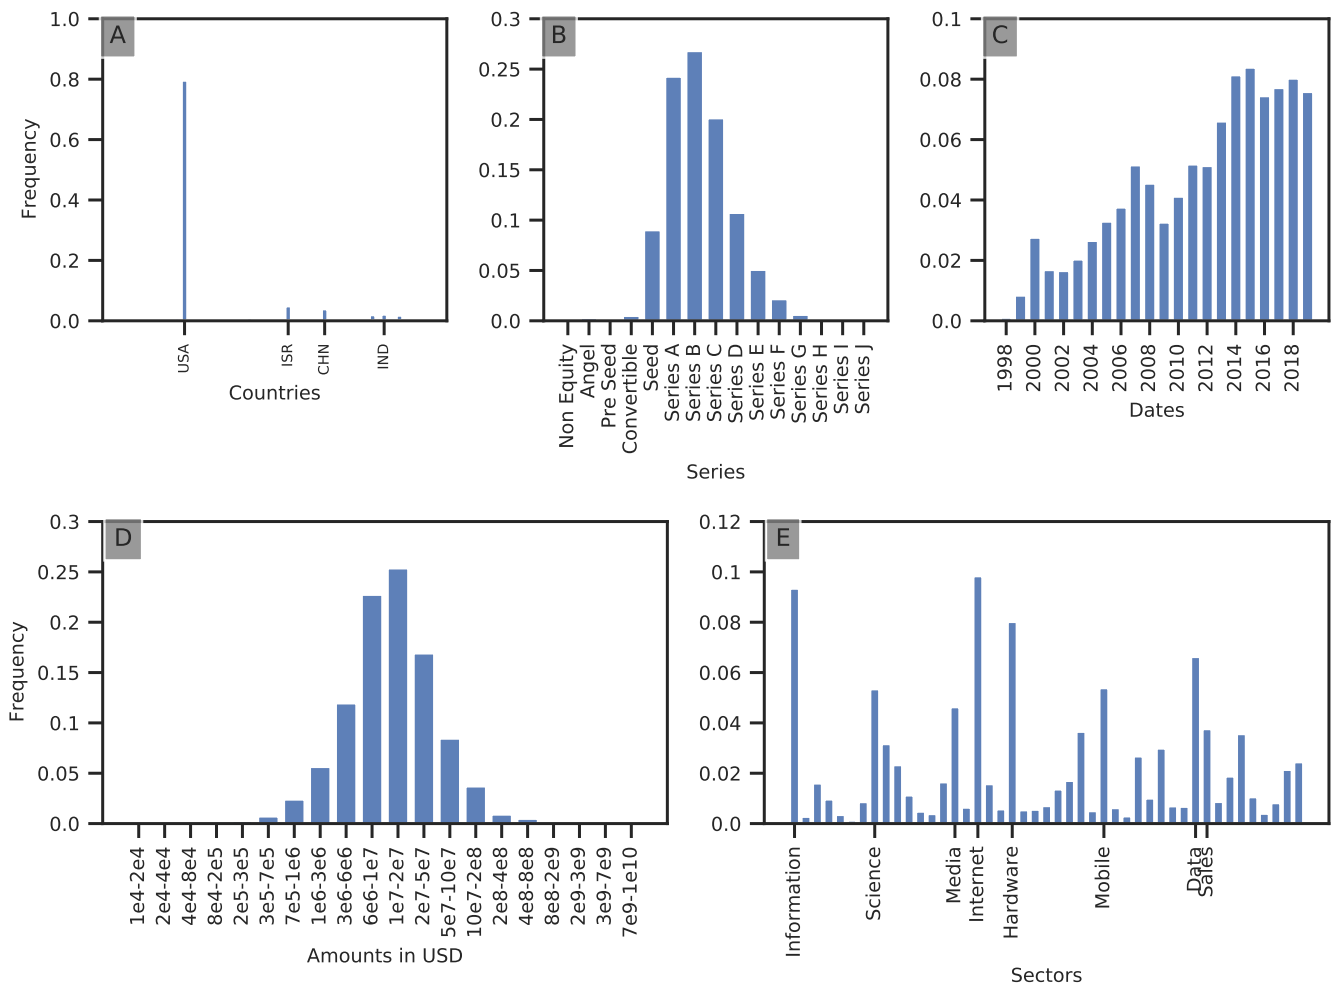 A
1.0
0.8
0.6
0.4
0.2
0.0
Frequency
USA
ISR
CHN
IND
Countries
B
0.3
0.25
0.2
0.15
0.1
0.05
0.0
Non Equity
Angel
Pre Seed
Convertible
Seed
Series A
Series B
Series C
Series D
Series E
Series F
Series G
Series H
Series I
Series J
Series
C
0.1
0.08
0.06
0.04
0.02
0.0
1998
2000
2002
2004
2006
2008
2010
2012
2014
2016
2018
Dates
D
0.3
0.25
0.2
0.15
0.1
0.05
0.0
Frequency
1e4-2e4
2e4-4e4
4e4-8e4
8e4-2e5
2e5-3e5
3e5-7e5
7e5-1e6
1e6-3e6
3e6-6e6
6e6-1e7
1e7-2e7
2e7-5e7
5e7-10e7
10e7-2e8
2e8-4e8
4e8-8e8
8e8-2e9
2e9-3e9
3e9-7e9
7e9-1e10
Amounts in USD
E
0.12
0.1
0.08
0.06
0.04
0.02
0.0
Information
Science
Media
Internet
Hardware
Mobile
Data
Sales
Sectors